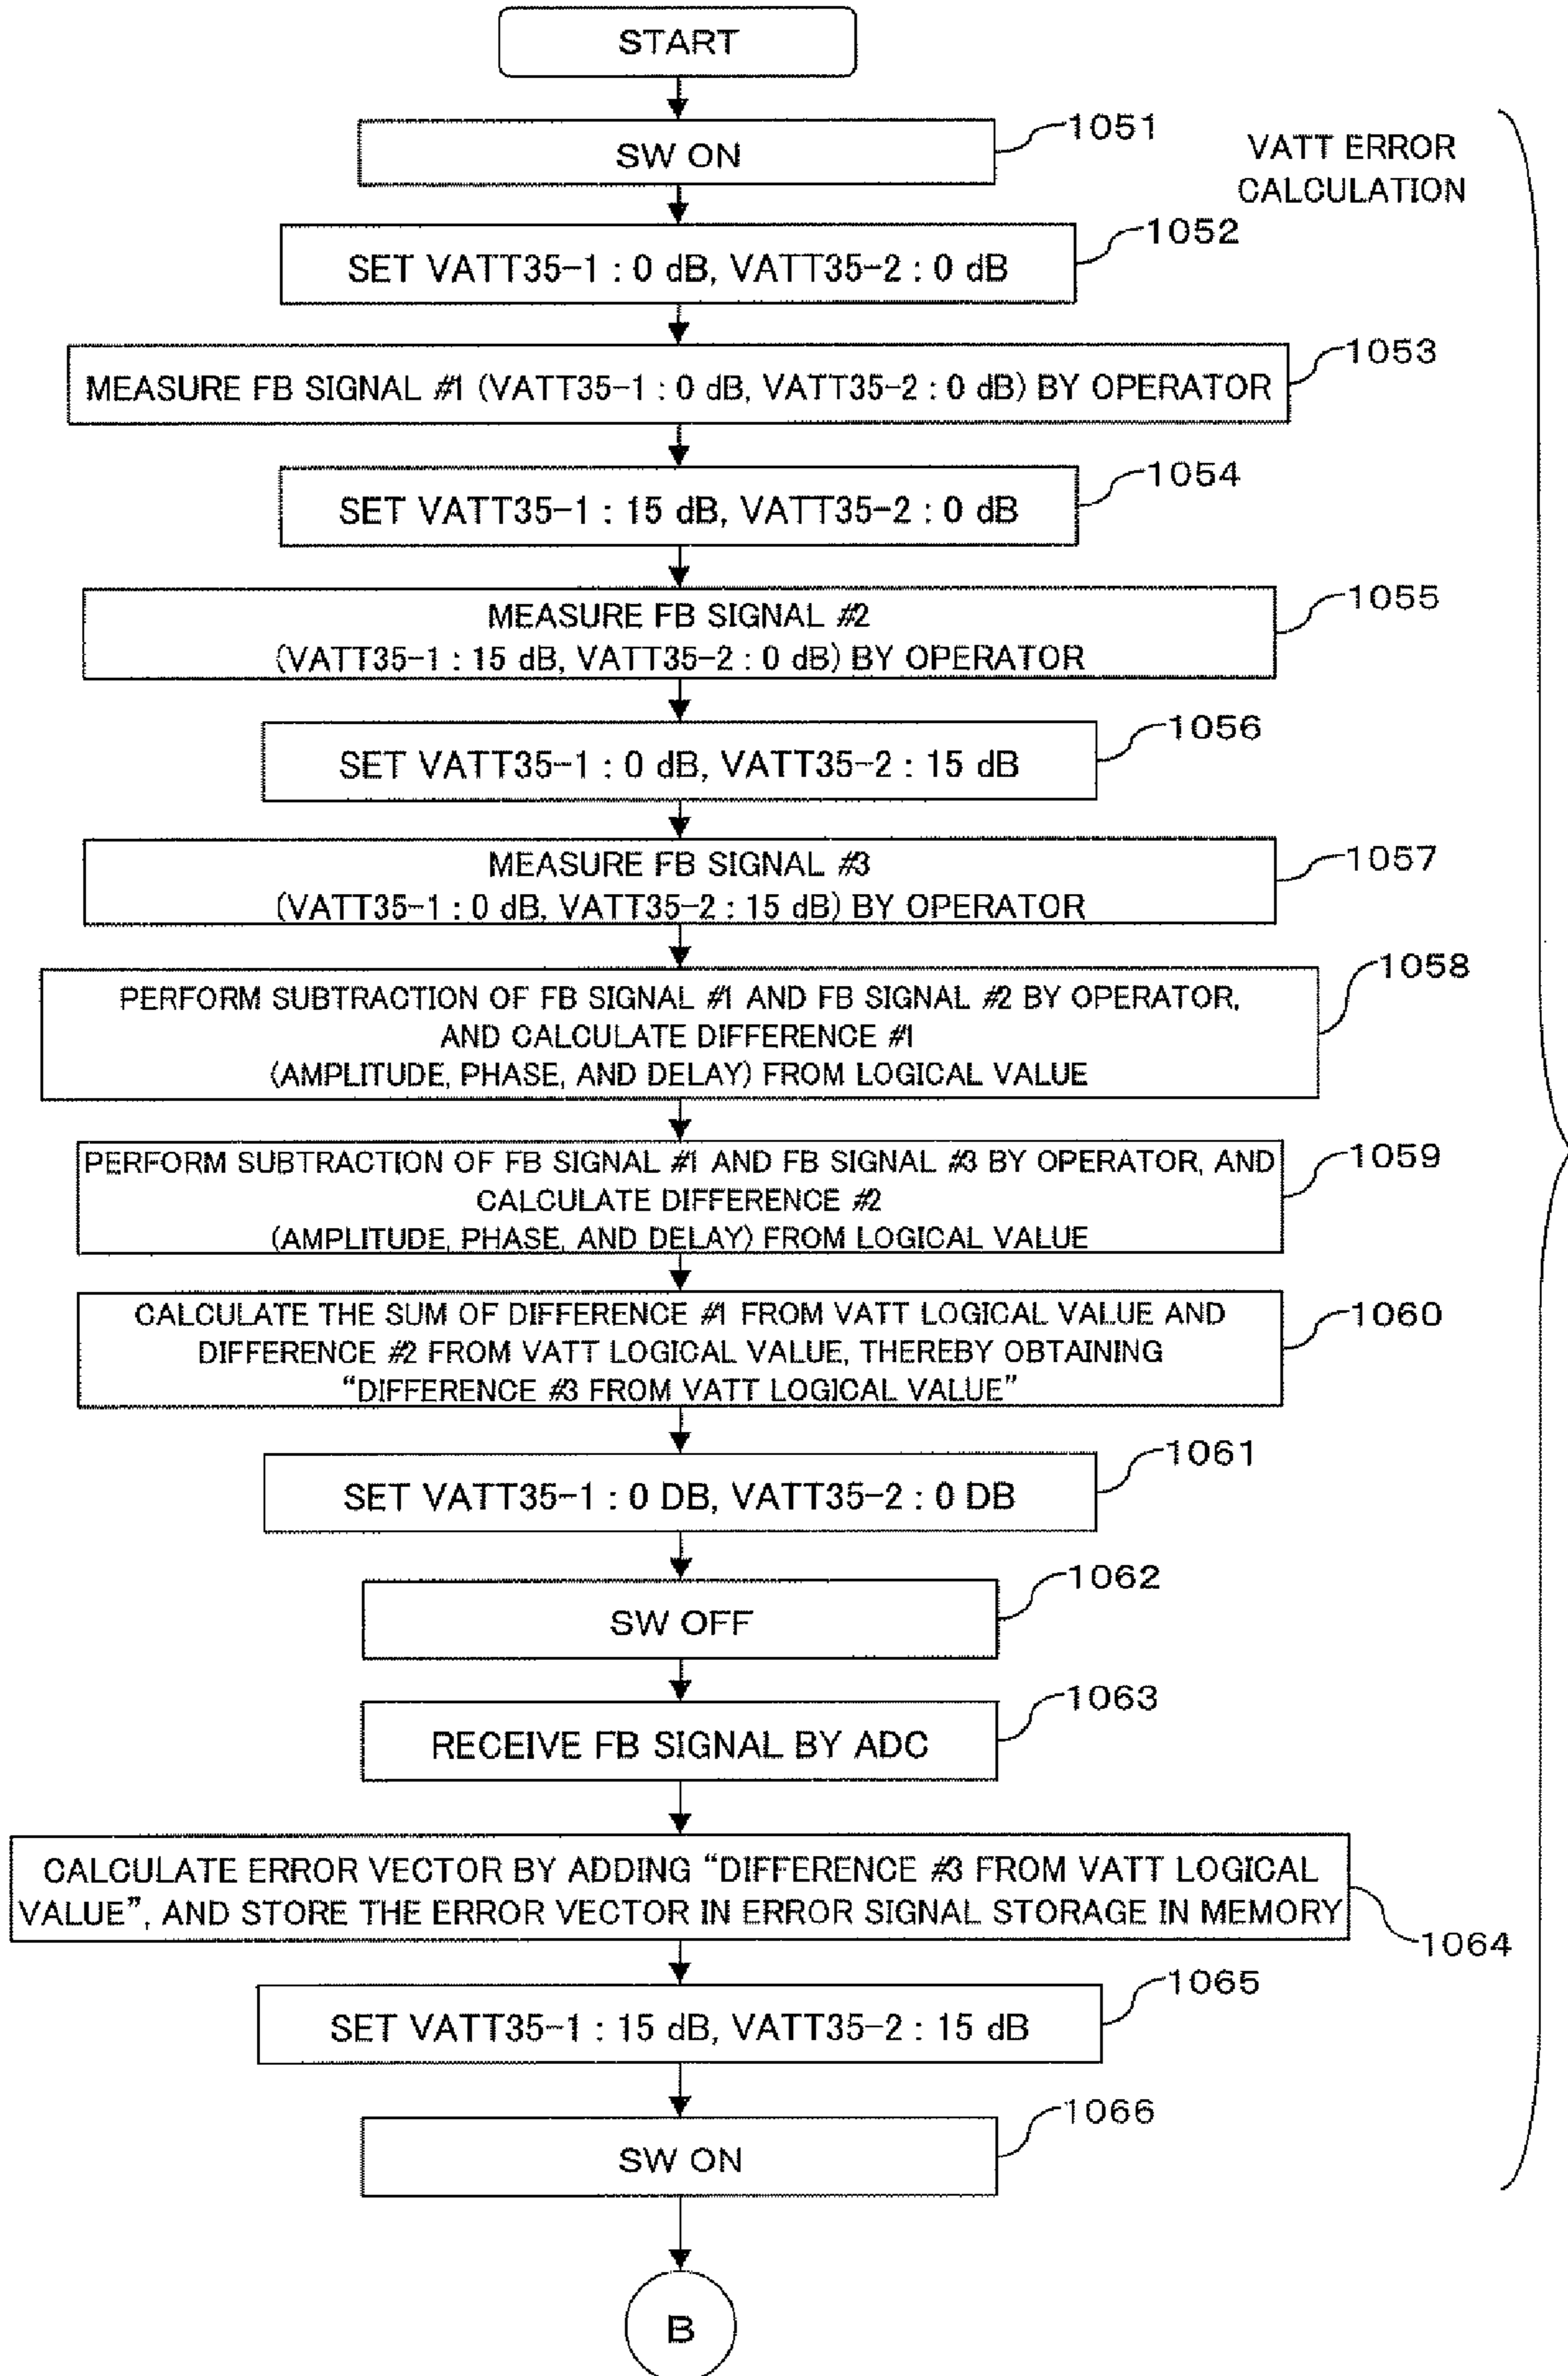 START
SW ON
1051
VATT ERROR
CALCULATION
SET VATT35-1 : 0 dB, VATT35-2 : 0 dB
1052
MEASURE FB SIGNAL #1 (VATT35-1 : 0 dB, VATT35-2 : 0 dB) BY OPERATOR
1053
SET VATT35-1 : 15 dB, VATT35-2 : 0 dB
1054
MEASURE FB SIGNAL #2
(VATT35-1 : 15 dB, VATT35-2 : 0 dB) BY OPERATOR
1055
SET VATT35-1 : 0 dB, VATT35-2 : 15 dB
1056
MEASURE FB SIGNAL #3
(VATT35-1 : 0 dB, VATT35-2 : 15 dB) BY OPERATOR
1057
PERFORM SUBTRACTION OF FB SIGNAL #1 AND FB SIGNAL #2 BY OPERATOR,
AND CALCULATE DIFFERENCE #1
(AMPLITUDE, PHASE, AND DELAY) FROM LOGICAL VALUE
1058
PERFORM SUBTRACTION OF FB SIGNAL #1 AND FB SIGNAL #3 BY OPERATOR, AND
CALCULATE DIFFERENCE #2
(AMPLITUDE, PHASE, AND DELAY) FROM LOGICAL VALUE
1059
CALCULATE THE SUM OF DIFFERENCE #1 FROM VATT LOGICAL VALUE AND
DIFFERENCE #2 FROM VATT LOGICAL VALUE, THEREBY OBTAINING
“DIFFERENCE #3 FROM VATT LOGICAL VALUE”
1060
SET VATT35-1 : 0 DB, VATT35-2 : 0 DB
1061
SW OFF
1062
RECEIVE FB SIGNAL BY ADC
1063
CALCULATE ERROR VECTOR BY ADDING “DIFFERENCE #3 FROM VATT LOGICAL
VALUE”, AND STORE THE ERROR VECTOR IN ERROR SIGNAL STORAGE IN MEMORY
1064
SET VATT35-1 : 15 dB, VATT35-2 : 15 dB
1065
SW ON
1066
B